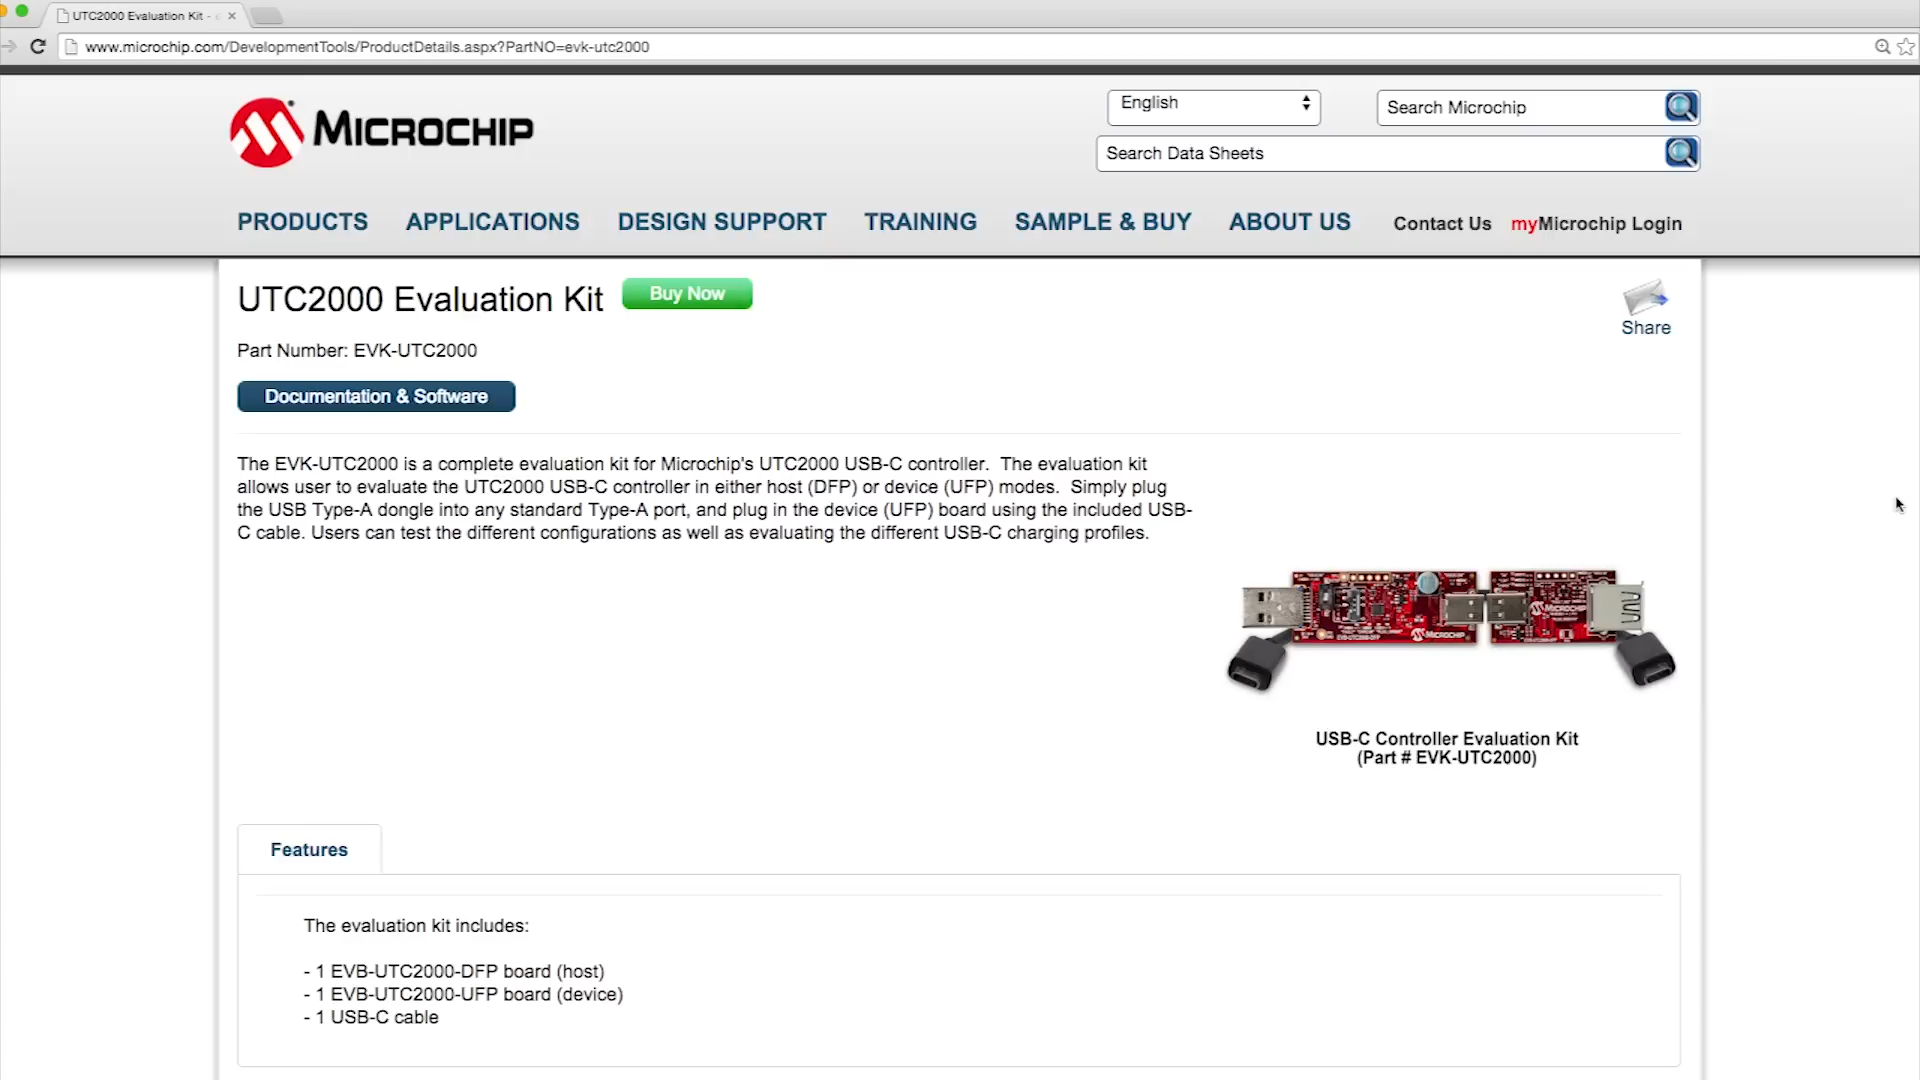 UTC2000 Evaluation Kit -
www.microchip.com/DevelopmentTools/ProductDetails.aspx?PartNO=evk-utc2000
MICROCHIP
English
Search Microchip
Search Data Sheets
PRODUCTS APPLICATIONS DESIGN SUPPORT TRAINING SAMPLE & BUY ABOUT US Contact Us myMicrochip Login
UTC2000 Evaluation Kit Buy Now
Share
Part Number: EVK-UTC2000
Documentation & Software
The EVK-UTC2000 is a complete evaluation kit for Microchip's UTC2000 USB-C controller. The evaluation kit
allows user to evaluate the UTC2000 USB-C controller in either host (DFP) or device (UFP) modes. Simply plug
the USB Type-A dongle into any standard Type-A port, and plug in the device (UFP) board using the included USB-
C cable. Users can test the different configurations as well as evaluating the different USB-C charging profiles.
MICROCHIP
MICROCHIP
USB-C Controller Evaluation Kit
(Part # EVK-UTC2000)
Features
The evaluation kit includes:
- 1 EVB-UTC2000-DFP board (host)
- 1 EVB-UTC2000-UFP board (device)
- 1 USB-C cable